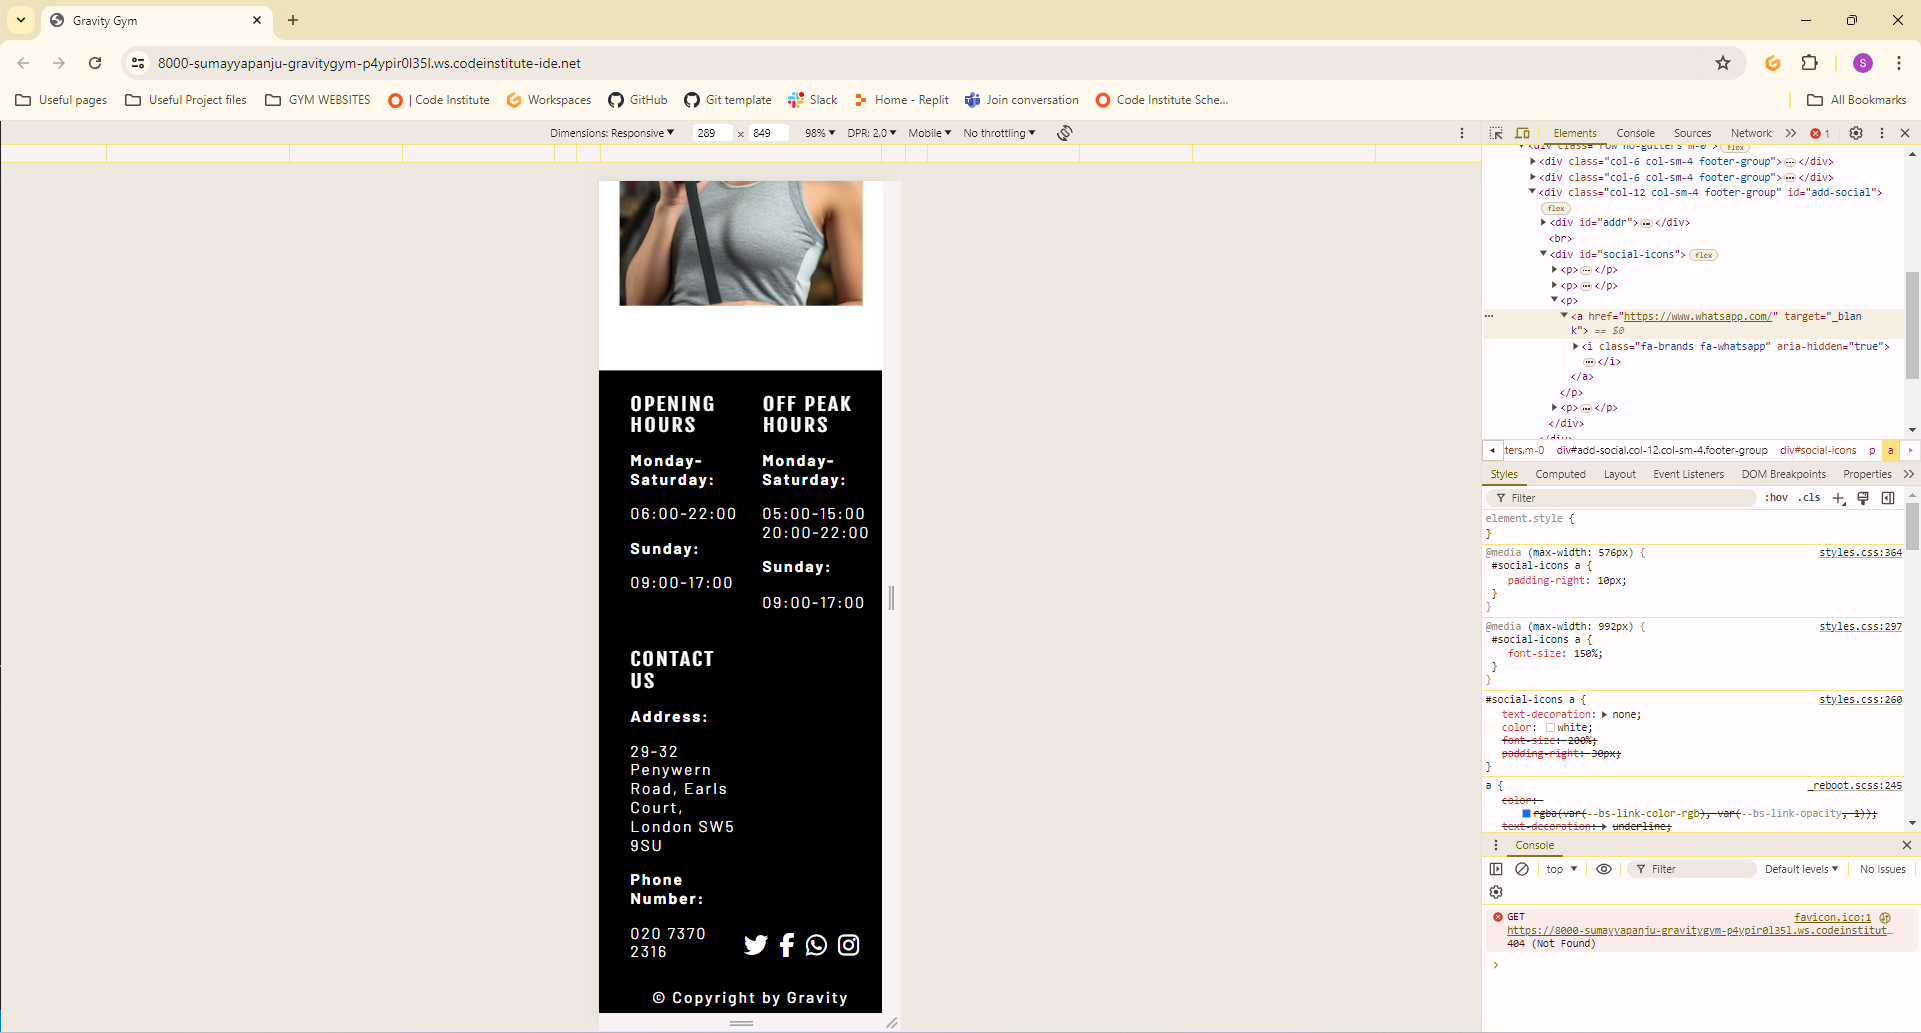 Gravity Gym
8000-sumayyapanju-gravitygym-p4ypir0l35l.ws.codeinstitute-ide.net
S
Useful pages
Useful Project files
GYM WEBSITES
| Code Institute
Workspaces
GitHub
Git template
Slack
Home - Replit
Join conversation
Code Institute Sche...
All Bookmarks
Dimensions: Responsive
289
x
849
98%
DPR: 2.0
Mobile
No throttling
OPENING
HOURS
Monday-
Saturday:
06:00-22:00
Sunday:
09:00-17:00
OFF PEAK
HOURS
Monday-
Saturday:
05:00-15:00
20:00-22:00
Sunday:
09:00-17:00
CONTACT
US
Address:
29-32
Penywern
Road, Earls
Court,
London SW5
9SU
Phone
Number:
020 7370
2316
© Copyright by Gravity
Elements
Console
Sources
Network
1
<div class="row no-gutters m-0"> flex
<div class="col-6 col-sm-4 footer-group">…</div>
<div class="col-6 col-sm-4 footer-group">…</div>
<div class="col-12 col-sm-4 footer-group" id="add-social">
flex
<div id="addr">…</div>
<br>
<div id="social-icons"> flex
<p>…</p>
<p>…</p>
<p>
<a href="https://www.whatsapp.com/" target="_blan
k"> == $0
<i class="fa-brands fa-whatsapp" aria-hidden="true">
…</i>
</a>
</p>
<p>…</p>
</div>
</div>
ters.m-0
div#add-social.col-12.col-sm-4.footer-group
div#social-icons
p
a
Styles
Computed
Layout
Event Listeners
DOM Breakpoints
Properties
Filter
:hov
.cls
element.style {
}
@media (max-width: 576px) {
styles.css:364
#social-icons a {
padding-right: 10px;
}
}
@media (max-width: 992px) {
styles.css:297
#social-icons a {
font-size: 150%;
}
}
#social-icons a {
styles.css:260
text-decoration: none;
color: white;
font-size: 200%;
padding-right: 30px;
}
a {
_reboot.scss:245
color:
rgba(var(--bs-link-color-rgb), var(--bs-link-opacity, 1));
text-decoration: underline;
Console
top
Filter
Default levels
No issues
GET
favicon.ico:1
https://8000-sumayyapanju-gravitygym-p4ypir0l35l.ws.codeinstitut…
404 (Not Found)